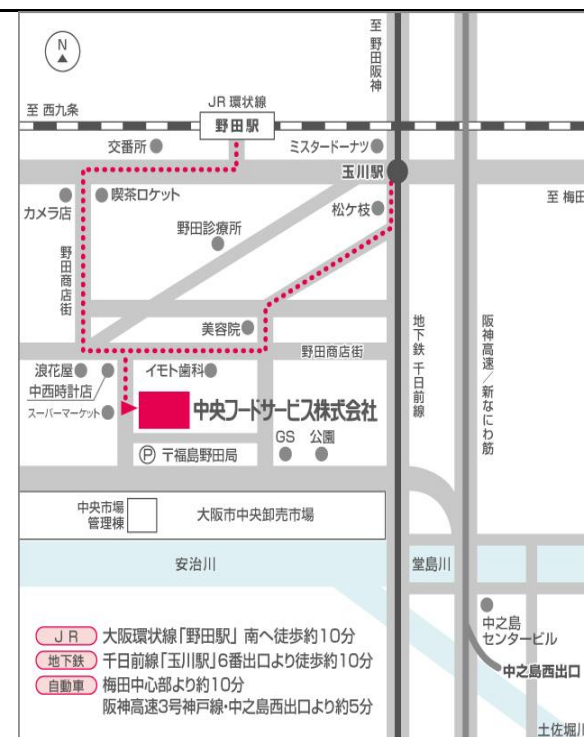 N
至 野田阪神
JR 環状線
至 西九条
野田駅
交番所
ミスタードーナツ
玉川駅
至 梅田
カメラ店
喫茶ロケット
松ケ枝
野田診療所
野田商店街
地下鉄 千日前線
阪神高速/新なにわ筋
美容院
野田商店街
浪花屋
中西時計店
イモト歯科
スーパーマーケット
中央フードサービス株式会社
GS
公園
P
〒福島野田局
中央市場
管理棟
大阪市中央卸売市場
安治川
堂島川
中之島
センタービル
中之島西出口
土佐堀川
JR 大阪環状線「野田駅」南へ徒歩約10分
地下鉄 千日前線「玉川駅」6番出口より徒歩約10分
自動車 梅田中心部より約10分
阪神高速3号神戸線・中之島西出口より約5分